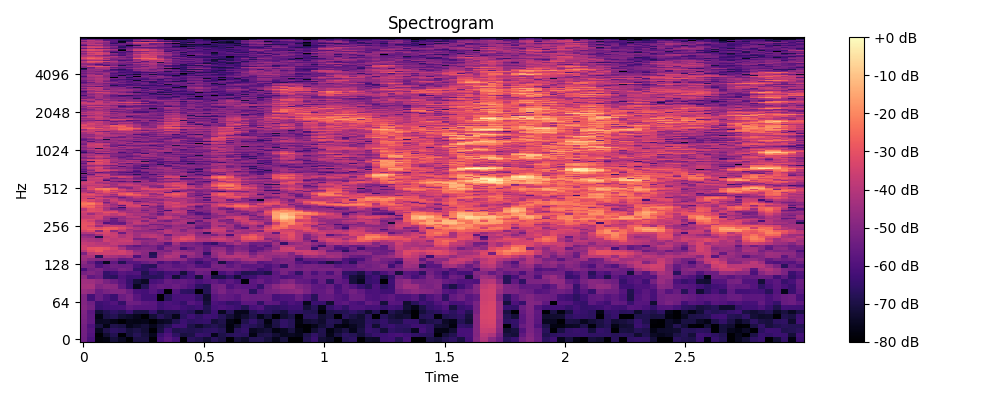 Spectrogram
Hz
4096
2048
1024
512
256
128
64
0
0
0.5
1
1.5
2
2.5
Time
+0 dB
-10 dB
-20 dB
-30 dB
-40 dB
-50 dB
-60 dB
-70 dB
-80 dB